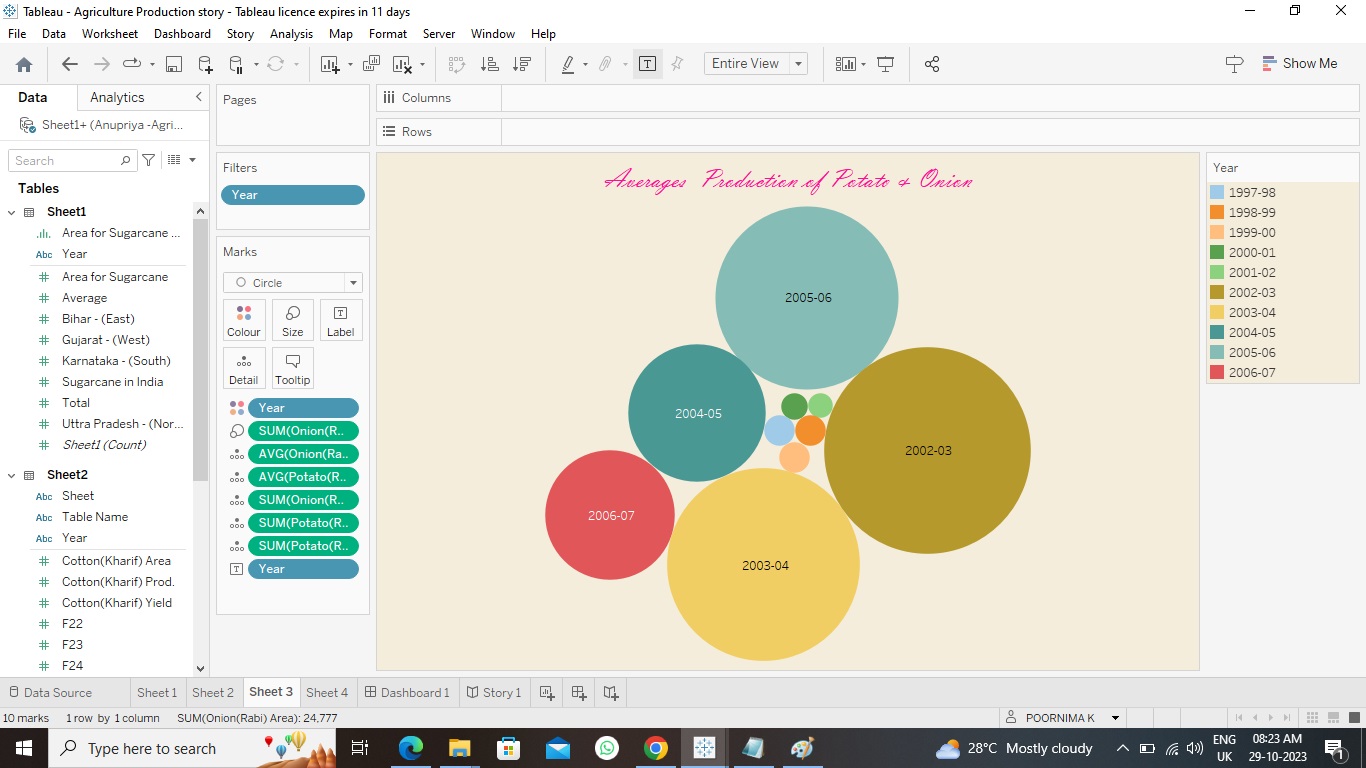 Tableau - Agriculture Production story - Tableau licence expires in 11 days
File Data Worksheet Dashboard Story Analysis Map Format Server Window Help
Entire View
Show Me
Data Analytics
Sheet1+ (Anupriya -Agri...
Search
Tables
Sheet1
Area for Sugarcane ...
Abc Year
Area for Sugarcane
Average
Bihar - (East)
Gujarat - (West)
Karnataka - (South)
Sugarcane in India
Total
Uttra Pradesh - (Nor...
Sheet1 (Count)
Sheet2
Abc Sheet
Abc Table Name
Abc Year
Cotton(Kharif) Area
Cotton(Kharif) Prod.
Cotton(Kharif) Yield
F22
F23
F24
Pages
Filters
Year
Marks
Circle
Colour Size Label
Detail Tooltip
Year
SUM(Onion(R..
AVG(Onion(Ra..
AVG(Potato(R..
SUM(Onion(R..
SUM(Potato(R..
SUM(Potato(R..
Year
Columns
Rows
Averages Production of Potato & Onion
2005-06
2004-05
2002-03
2006-07
2003-04
Year
1997-98
1998-99
1999-00
2000-01
2001-02
2002-03
2003-04
2004-05
2005-06
2006-07
Data Source Sheet 1 Sheet 2 Sheet 3 Sheet 4 Dashboard 1 Story 1
10 marks 1 row by 1 column SUM(Onion(Rabi) Area): 24,777
POORNIMA K
Type here to search
28°C Mostly cloudy
ENG
UK
08:23 AM
29-10-2023
1